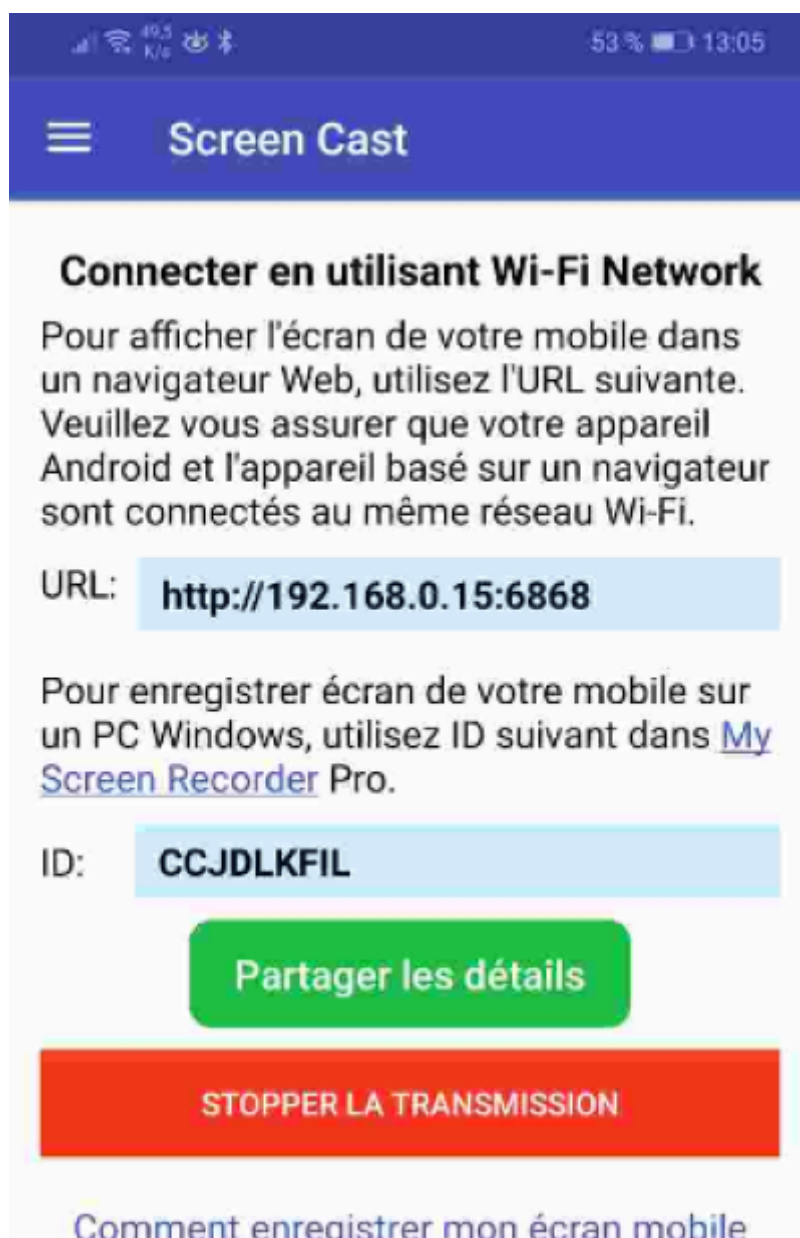 49,5
K/s
53 % 13:05
Screen Cast
Connecter en utilisant Wi-Fi Network
Pour afficher l'écran de votre mobile dans
un navigateur Web, utilisez l'URL suivante.
Veuillez vous assurer que votre appareil
Android et l'appareil basé sur un navigateur
sont connectés au même réseau Wi-Fi.
URL: http://192.168.0.15:6868
Pour enregistrer écran de votre mobile sur
un PC Windows, utilisez ID suivant dans My
Screen Recorder Pro.
ID: CCJDLKFIL
Partager les détails
STOPPER LA TRANSMISSION
Comment enregistrer mon écran mobile